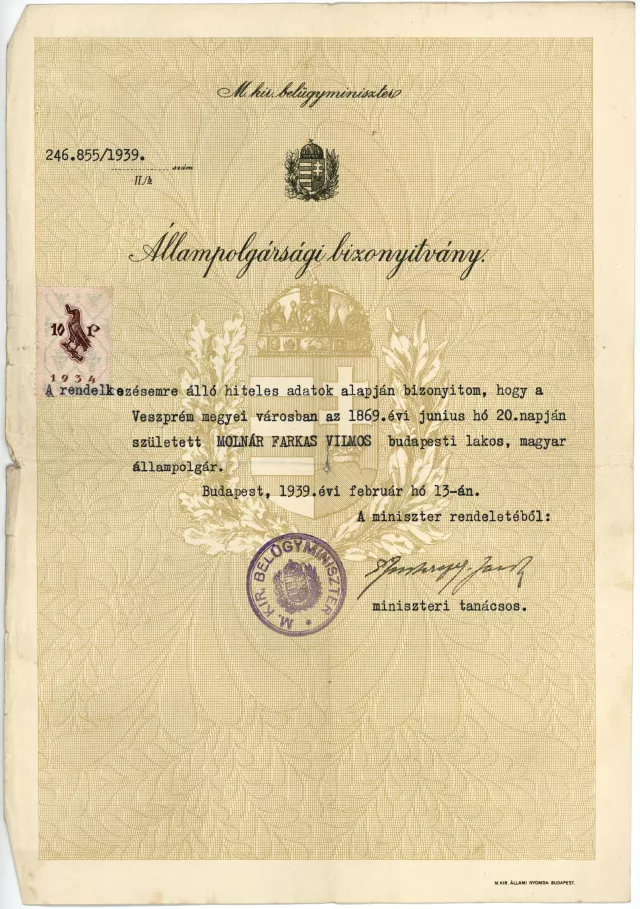 M. kir. belügyminiszter
246.855/1939.
szám
II./h
Állampolgársági bizonyitvány.
10 P
1934
A rendelkezésemre álló hiteles adatok alapján bizonyitom, hogy a
Veszprém megyei városban az 1869.évi junius hó 20.napján
született MOLNÁR FARKAS VILMOS budapesti lakos, magyar
állampolgár.
Budapest, 1939.évi február hó 13-án.
A miniszter rendeletéből:
M. KIR. BELÜGYMINISZTER
miniszteri tanácsos.
M. KIR. ÁLLAMI NYOMDA BUDAPEST.